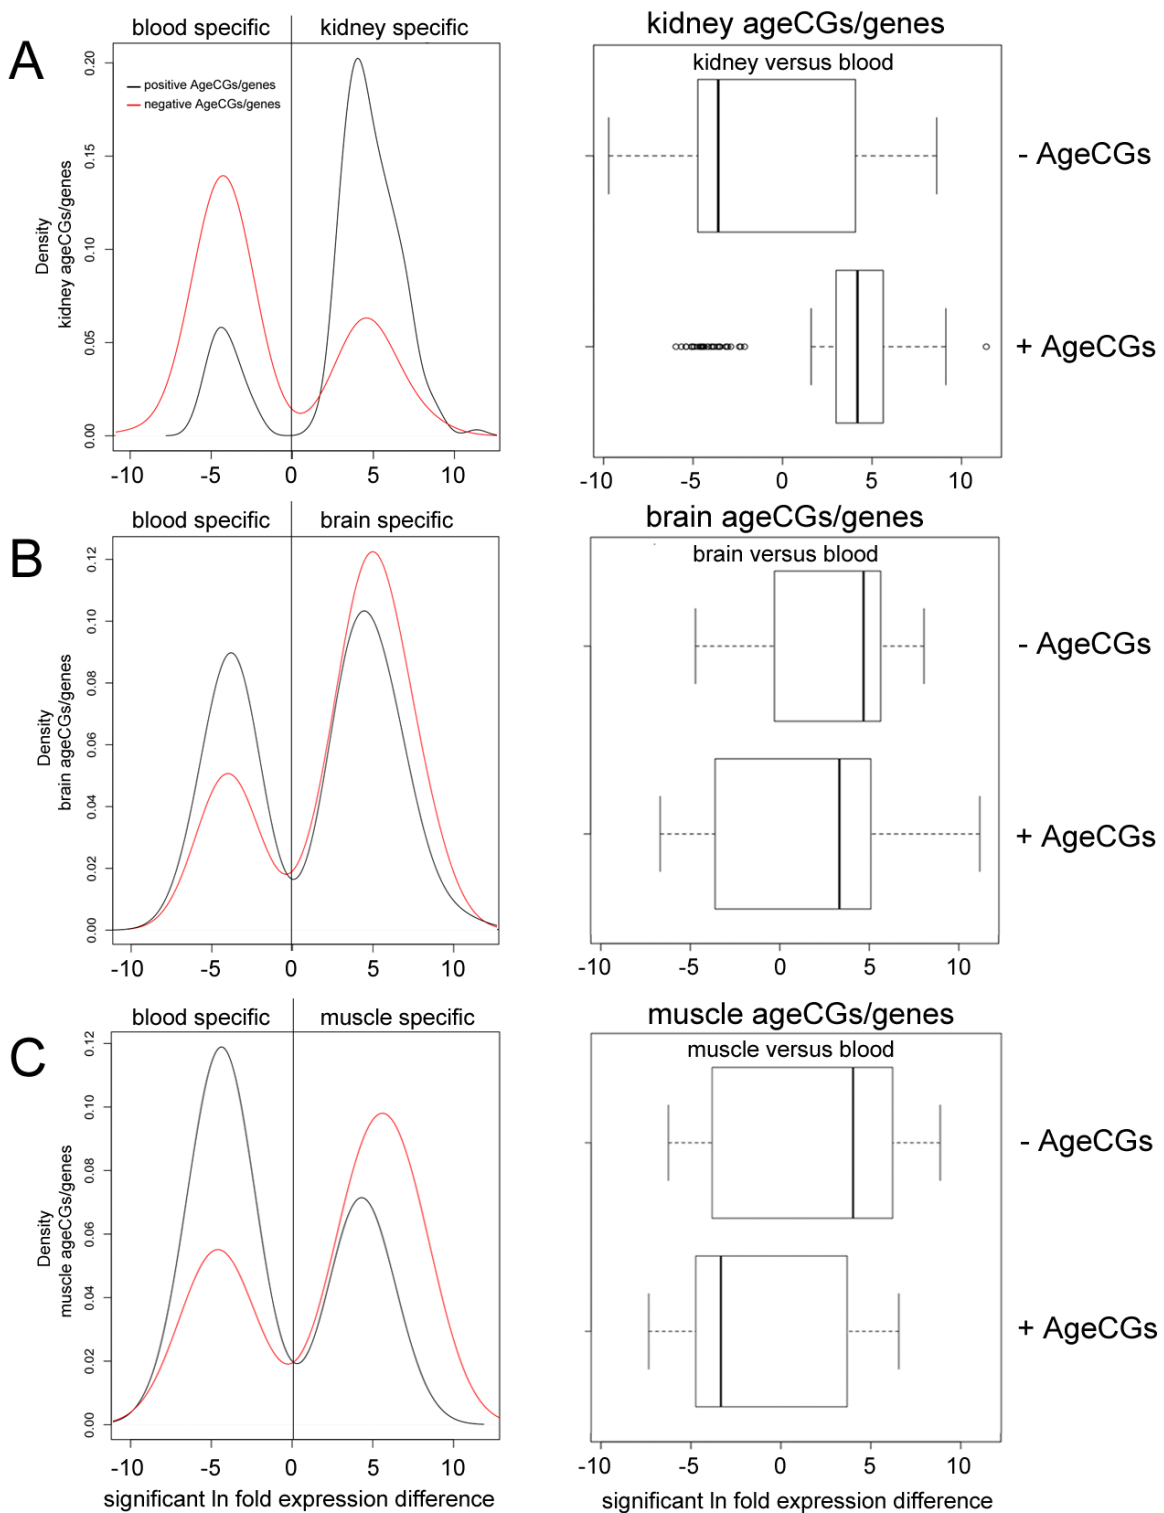 A
blood specific
kidney specific
positive AgeCGs/genes
negative AgeCGs/genes
Density
kidney ageCGs/genes
0.00
0.05
0.10
0.15
0.20
-10
-5
0
5
10
kidney ageCGs/genes
kidney versus blood
- AgeCGs
+ AgeCGs
-10
-5
0
5
10
B
blood specific
brain specific
Density
brain ageCGs/genes
0.00
0.02
0.04
0.06
0.08
0.10
0.12
-10
-5
0
5
10
brain ageCGs/genes
brain versus blood
- AgeCGs
+ AgeCGs
-10
-5
0
5
10
C
blood specific
muscle specific
Density
muscle ageCGs/genes
0.00
0.02
0.04
0.06
0.08
0.10
0.12
-10
-5
0
5
10
significant ln fold expression difference
muscle ageCGs/genes
muscle versus blood
- AgeCGs
+ AgeCGs
-10
-5
0
5
10
significant ln fold expression difference